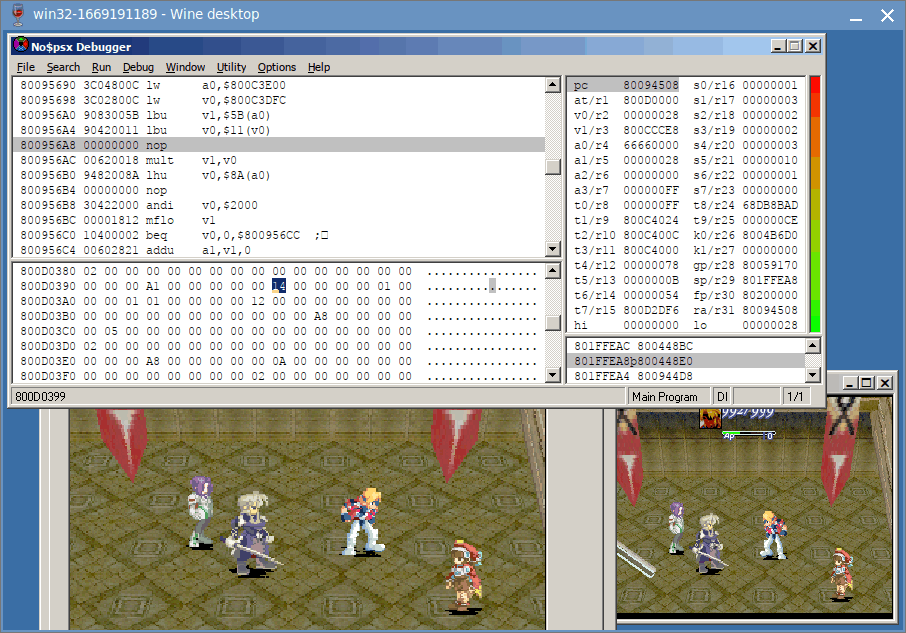 win32-1669191189 - Wine desktop
No$psx Debugger
File Search Run Debug Window Utility Options Help
80095690 3C04800C lw a0,$800C3E00
80095698 3C02800C lw v0,$800C3DFC
800956A0 9083005B lbu v1,$5B(a0)
800956A4 90420011 lbu v0,$11(v0)
800956A8 00000000 nop
800956AC 00620018 mult v1,v0
800956B0 9482008A lhu v0,$8A(a0)
800956B4 00000000 nop
800956B8 30422000 andi v0,$2000
800956BC 00001812 mflo v1
800956C0 10400002 beq v0,0,$800956CC ;□
800956C4 00602821 addu a1,v1,0
pc 80094508 s0/r16 00000001
at/r1 800D0000 s1/r17 00000003
v0/r2 00000028 s2/r18 00000002
v1/r3 800CCCE8 s3/r19 00000002
a0/r4 66660000 s4/r20 00000003
a1/r5 00000028 s5/r21 00000010
a2/r6 00000000 s6/r22 00000001
a3/r7 000000FF s7/r23 00000000
t0/r8 000000FF t8/r24 68DB8BAD
t1/r9 800C4024 t9/r25 000000CE
t2/r10 800C400C k0/r26 8004B6D0
t3/r11 800C4000 k1/r27 00000000
t4/r12 00000078 gp/r28 80059170
t5/r13 0000000B sp/r29 801FFEA8
t6/r14 00000054 fp/r30 80200000
t7/r15 800D2DF6 ra/r31 80094508
hi 00000000 lo 00000028
800D0380 02 00 00 00 00 00 00 00 00 00 00 00 00 00 00 00 ................
800D0390 00 00 00 A1 00 00 00 00 00 14 00 00 00 00 01 00 ................
800D03A0 00 00 01 01 00 00 00 00 12 00 00 00 00 00 00 00 ................
800D03B0 00 00 00 00 00 00 00 00 00 00 00 A8 00 00 00 00 ................
800D03C0 00 05 00 00 00 00 00 00 00 00 00 00 00 00 00 00 ................
800D03D0 02 00 00 00 00 00 00 00 00 00 00 00 00 00 00 00 ................
800D03E0 00 00 00 A8 00 00 00 00 00 0A 00 00 00 00 00 00 ................
800D03F0 00 00 00 00 00 00 00 00 02 00 00 00 00 00 00 00 ................
801FFEAC 800448BC
801FFEA8þ800448E0
801FFEA4 800944D8
800D0399
Main Program DI 1/1
992/999
Ap 0